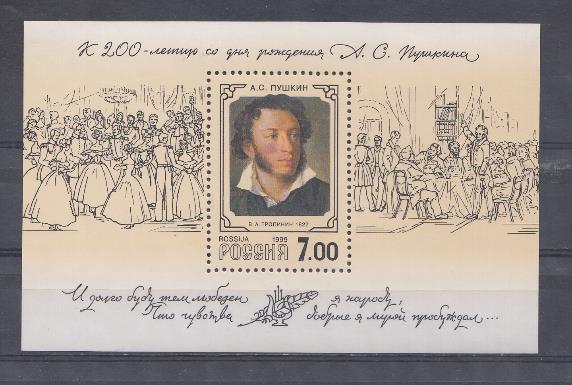 К 200-летию со дня рождения А. С. Пушкина
А.С. ПУШКИН
В.А. ТРОПИНИН 1827
ROSSIJA 1999
РОССИЯ 7.00
И долго буду тем любезен я народу,
Что чувства добрые я лирой пробуждал...